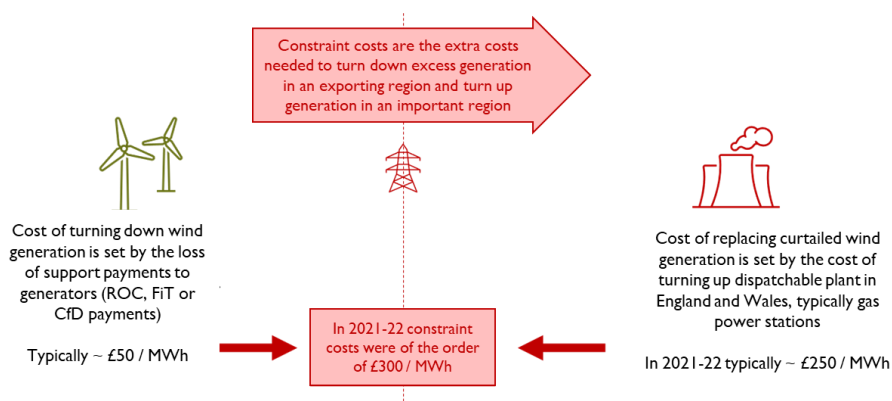 Constraint costs are the extra costs
needed to turn down excess generation
in an exporting region and turn up
generation in an important region
Cost of turning down wind
generation is set by the loss
of support payments to
generators (ROC, FiT or
CfD payments)
Typically ~ £50 / MWh
In 2021-22 constraint
costs were of the order
of £300 / MWh
Cost of replacing curtailed wind
generation is set by the cost of
turning up dispatchable plant in
England and Wales, typically gas
power stations
In 2021-22 typically ~ £250 / MWh